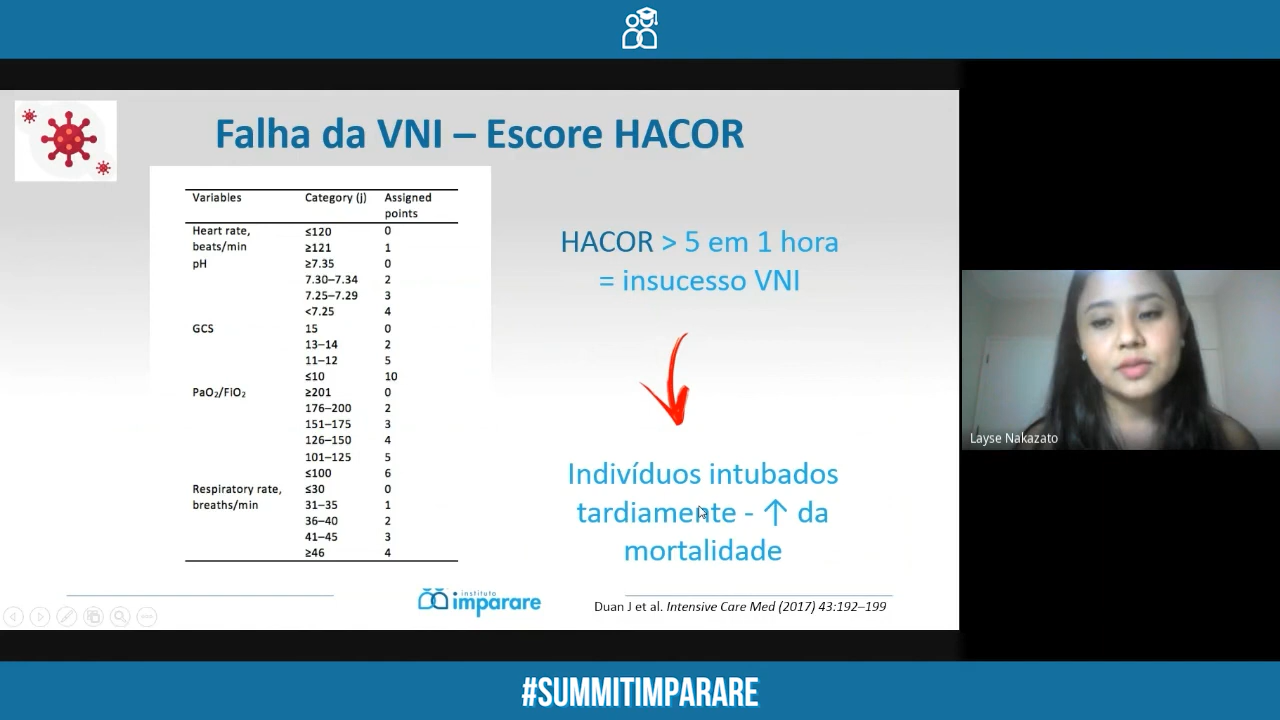 Falha da VNI – Escore HACOR
Variables Category (j) Assigned
points
Heart rate, ≤120 0
beats/min ≥121 1
pH ≥7.35 0
7.30–7.34 2
7.25–7.29 3
<7.25 4
GCS 15 0
13–14 2
11–12 5
≤10 10
PaO₂/FIO₂ ≥201 0
176–200 2
151–175 3
126–150 4
101–125 5
≤100 6
Respiratory rate, ≤30 0
breaths/min 31–35 1
36–40 2
41–45 3
≥46 4
HACOR > 5 em 1 hora
= insucesso VNI
Indivíduos intubados
tardiamente - ↑ da
mortalidade
instituto
imparare
Duan J et al. Intensive Care Med (2017) 43:192–199
Layse Nakazato
#SUMMITIMPARARE